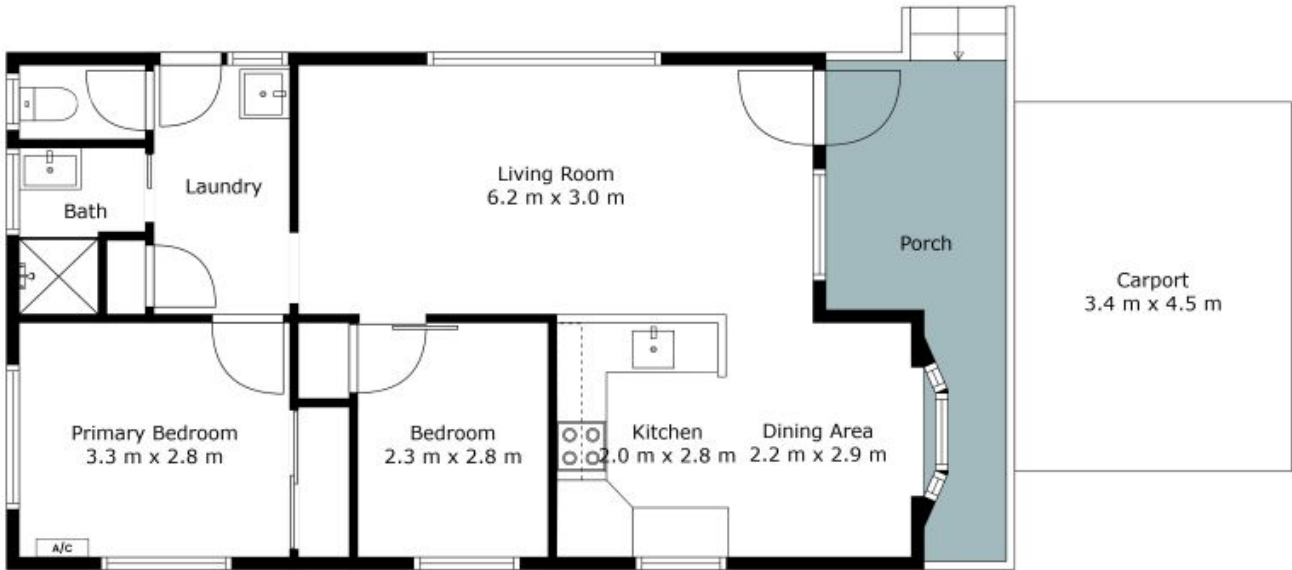 Living Room
6.2 m x 3.0 m
Laundry
Bath
Porch
Carport
3.4 m x 4.5 m
Primary Bedroom
3.3 m x 2.8 m
Bedroom
2.3 m x 2.8 m
Kitchen
2.0 m x 2.8 m
Dining Area
2.2 m x 2.9 m
A/C